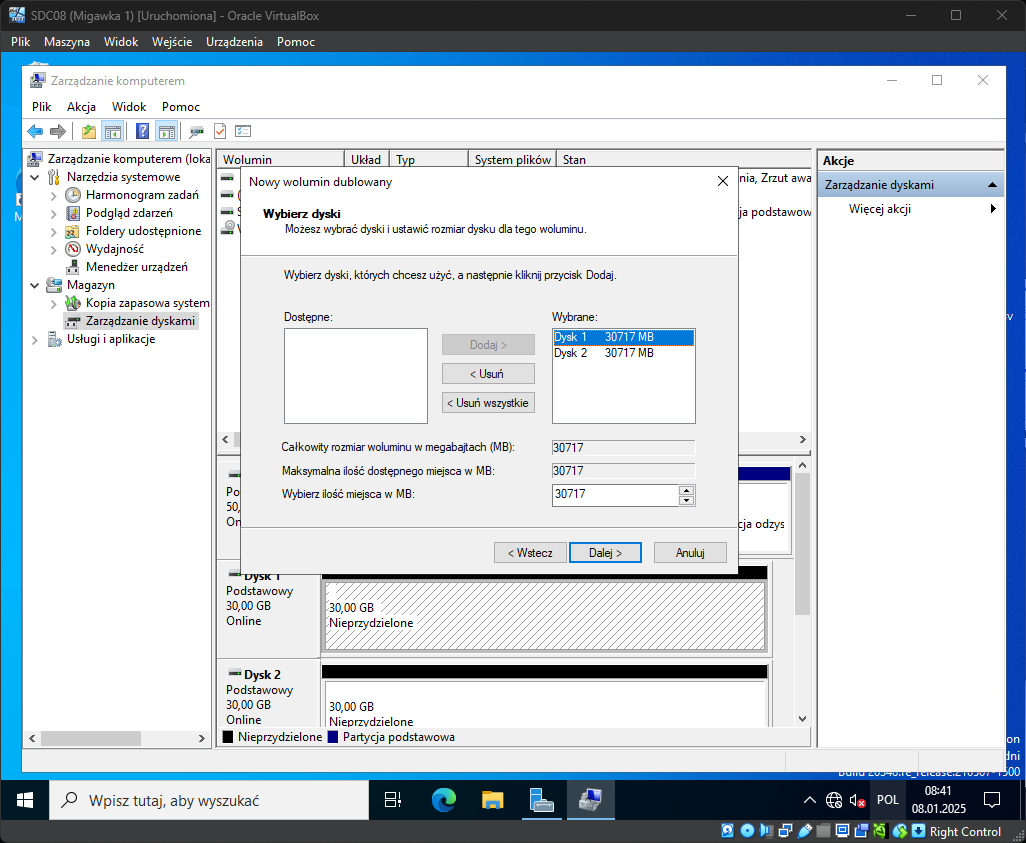 SDC08 (Migawka 1) [Uruchomiona] - Oracle VirtualBox
Plik Maszyna Widok Wejście Urządzenia Pomoc
Zarządzanie komputerem
Plik Akcja Widok Pomoc
Zarządzanie komputerem (loka
Narzędzia systemowe
Harmonogram zadań
Podgląd zdarzeń
Foldery udostępnione
Wydajność
Menedżer urządzeń
Magazyn
Kopia zapasowa system
Zarządzanie dyskami
Usługi i aplikacje
Wolumin Układ Typ System plików Stan
nia, Zrzut awa
ja podstawow
Nowy wolumin dublowany
Wybierz dyski
Możesz wybrać dyski i ustawić rozmiar dysku dla tego woluminu.
Wybierz dyski, których chcesz użyć, a następnie kliknij przycisk Dodaj.
Dostępne:
Wybrane:
Dysk 1 30717 MB
Dysk 2 30717 MB
Dodaj >
< Usuń
< Usuń wszystkie
Całkowity rozmiar woluminu w megabajtach (MB): 30717
Maksymalna ilość dostępnego miejsca w MB: 30717
Wybierz ilość miejsca w MB: 30717
< Wstecz Dalej > Anuluj
Po
50,
On
cja odzys
Dysk 1
Podstawowy
30,00 GB
Online
30,00 GB
Nieprzydzielone
Dysk 2
Podstawowy
30,00 GB
Online
30,00 GB
Nieprzydzielone
Nieprzydzielone Partycja podstawowa
Akcje
Zarządzanie dyskami
Więcej akcji
Wpisz tutaj, aby wyszukać
POL
08:41
08.01.2025
Right Control